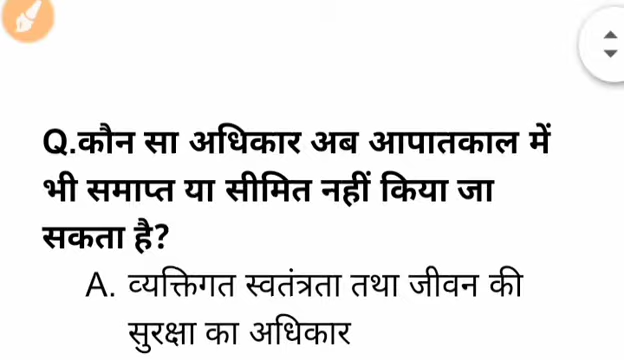 Q.कौन सा अधिकार अब आपातकाल में
भी समाप्त या सीमित नहीं किया जा
सकता है?
A. व्यक्तिगत स्वतंत्रता तथा जीवन की
सुरक्षा का अधिकार